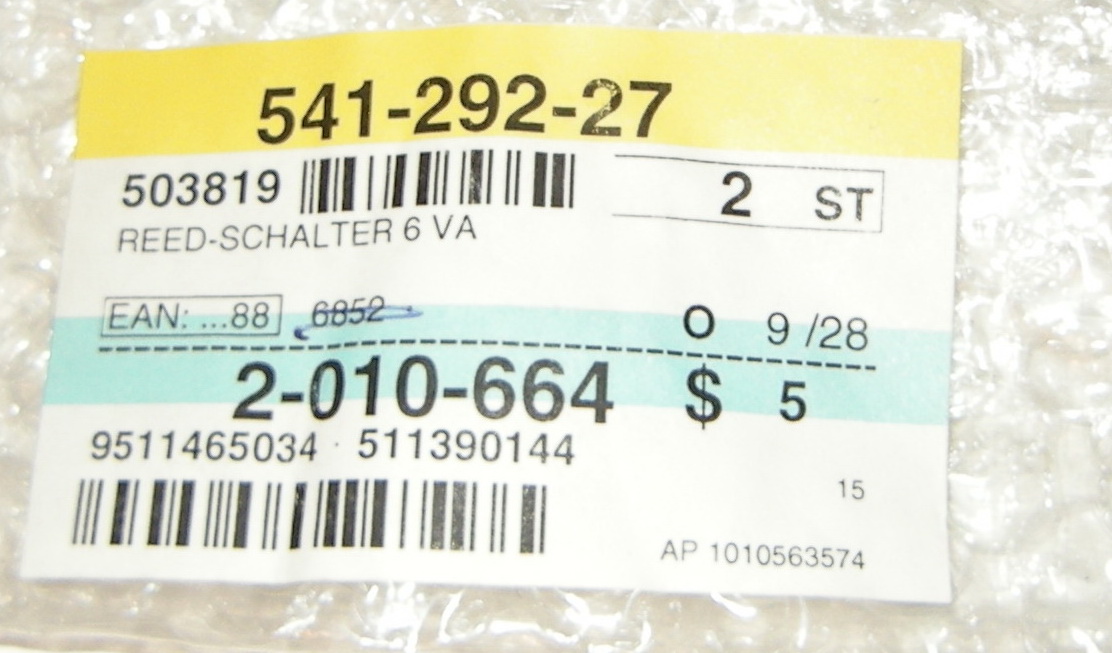 541-292-27
503819 2 ST
REED-SCHALTER 6 VA
EAN: ...88 6852 O 9 /28
2-010-664 $ 5
9511465034 · 511390144
15
AP 1010563574